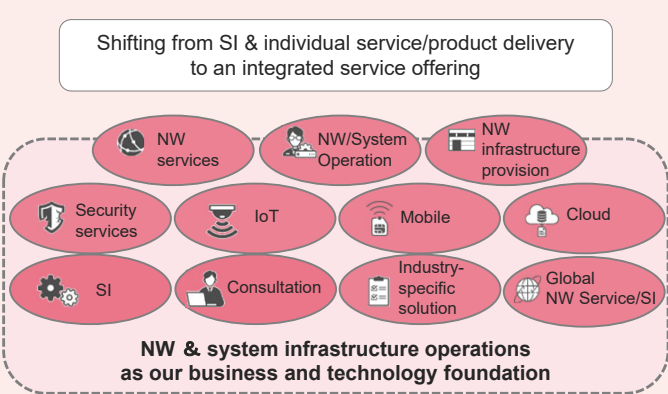 Shifting from SI & individual service/product delivery
to an integrated service offering
NW
services
NW/System
Operation
NW
infrastructure
provision
Security
services
IoT
Mobile
Cloud
SI
Consultation
Industry-
specific
solution
Global
NW Service/SI
NW & system infrastructure operations
as our business and technology foundation